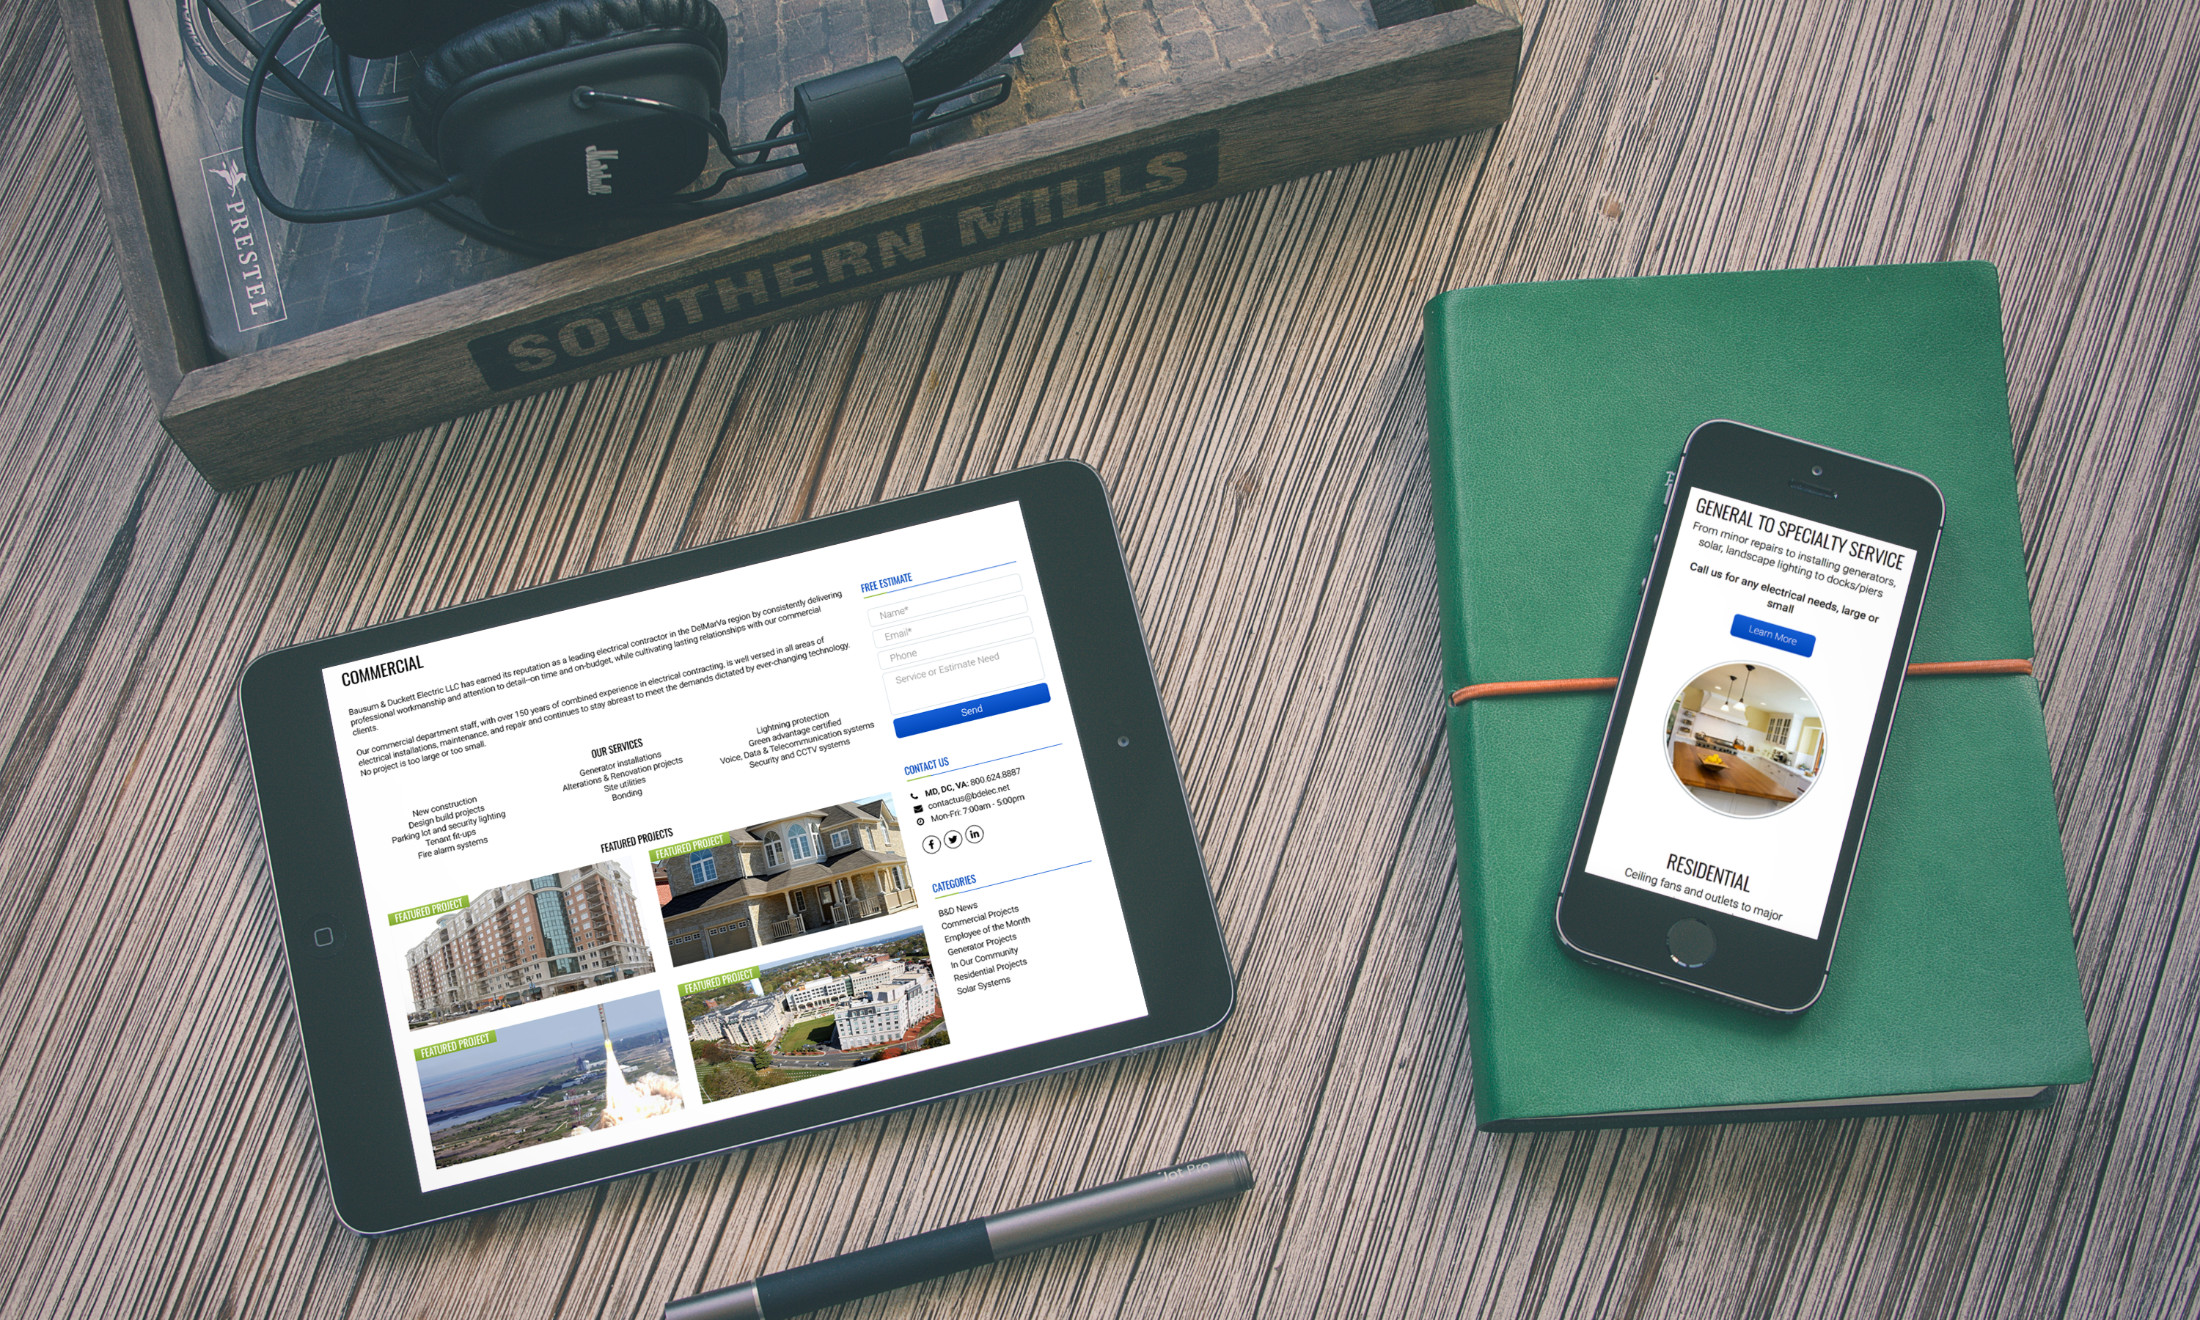 Marshall
PRESTEL
SOUTHERN MILLS
COMMERCIAL
Bausum & Duckett Electric LLC has earned its reputation as a leading electrical contractor in the DelMarVa region by consistently delivering
professional workmanship and attention to detail–on time and on-budget, while cultivating lasting relationships with our commercial
clients.
Our commercial department staff, with over 150 years of combined experience in electrical contracting, is well versed in all areas of
electrical installations, maintenance, and repair and continues to stay abreast to meet the demands dictated by ever-changing technology.
No project is too large or too small.
OUR SERVICES
New construction
Design build projects
Parking lot and security lighting
Tenant fit-ups
Fire alarm systems
Generator installations
Alterations & Renovation projects
Site utilities
Bonding
Lightning protection
Green advantage certified
Voice, Data & Telecommunication systems
Security and CCTV systems
FEATURED PROJECTS
FEATURED PROJECT
FEATURED PROJECT
FEATURED PROJECT
FEATURED PROJECT
FREE ESTIMATE
Name*
Email*
Phone
Service or Estimate Need
Send
CONTACT US
MD, DC, VA: 800.624.8887
contactus@bdelec.net
Mon-Fri: 7:00am - 5:00pm
CATEGORIES
B&D News
Commercial Projects
Employee of the Month
Generator Projects
In Our Community
Residential Projects
Solar Systems
GENERAL TO SPECIALTY SERVICE
From minor repairs to installing generators,
solar, landscape lighting to docks/piers
Call us for any electrical needs, large or
small
Learn More
RESIDENTIAL
Ceiling fans and outlets to major
Jot Pro